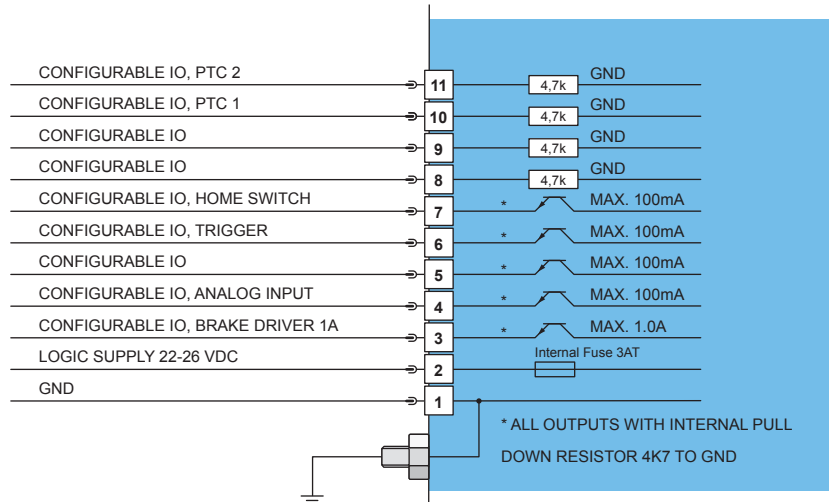 CONFIGURABLE IO, PTC 2 11 4,7k GND
CONFIGURABLE IO, PTC 1 10 4,7k GND
CONFIGURABLE IO 9 4,7k GND
CONFIGURABLE IO 8 4,7k GND
CONFIGURABLE IO, HOME SWITCH 7 * MAX. 100mA
CONFIGURABLE IO, TRIGGER 6 * MAX. 100mA
CONFIGURABLE IO 5 * MAX. 100mA
CONFIGURABLE IO, ANALOG INPUT 4 * MAX. 100mA
CONFIGURABLE IO, BRAKE DRIVER 1A 3 * MAX. 1.0A
LOGIC SUPPLY 22-26 VDC 2 Internal Fuse 3AT
GND 1
* ALL OUTPUTS WITH INTERNAL PULL
DOWN RESISTOR 4K7 TO GND